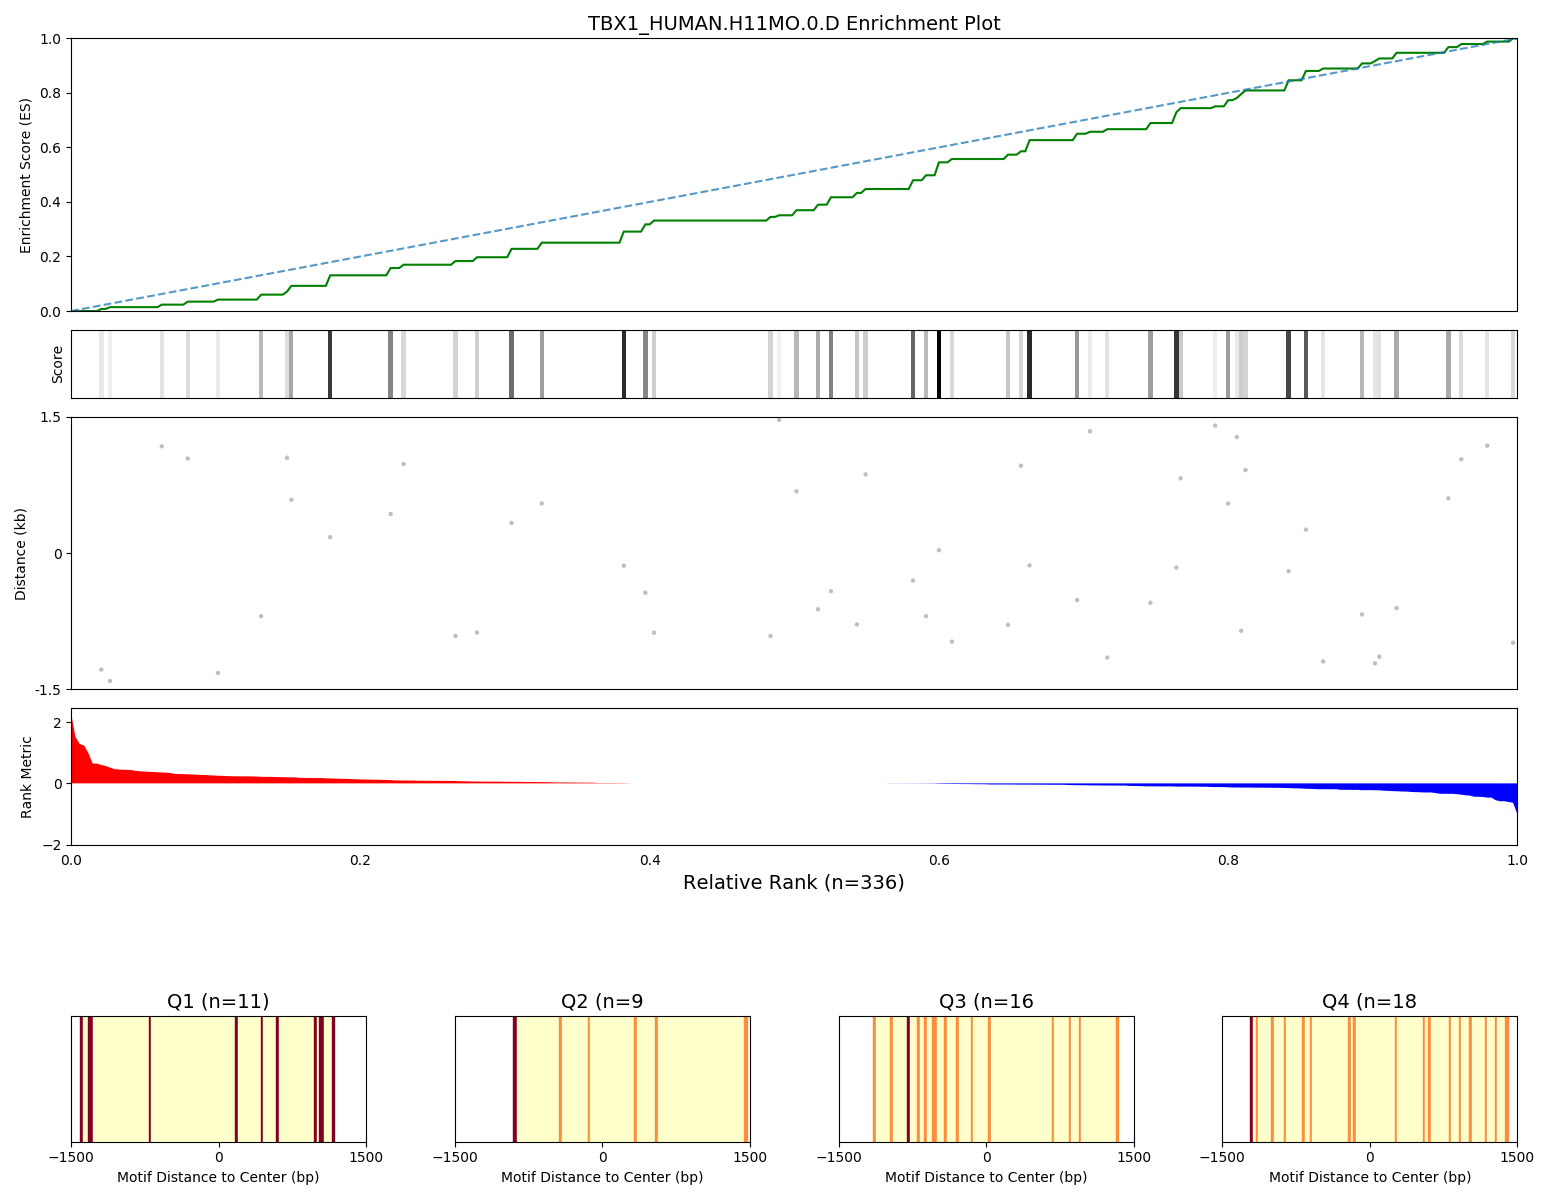 TBX1_HUMAN.H11MO.0.D Enrichment Plot
1.0
0.8
0.6
0.4
0.2
0.0
Enrichment Score (ES)
Score
1.5
0
-1.5
Distance (kb)
2
0
−2
Rank Metric
0.0 0.2 0.4 0.6 0.8 1.0
Relative Rank (n=336)
Q1 (n=11) Q2 (n=9 Q3 (n=16 Q4 (n=18
−1500 0 1500 −1500 0 1500 −1500 0 1500 −1500 0 1500
Motif Distance to Center (bp) Motif Distance to Center (bp) Motif Distance to Center (bp) Motif Distance to Center (bp)